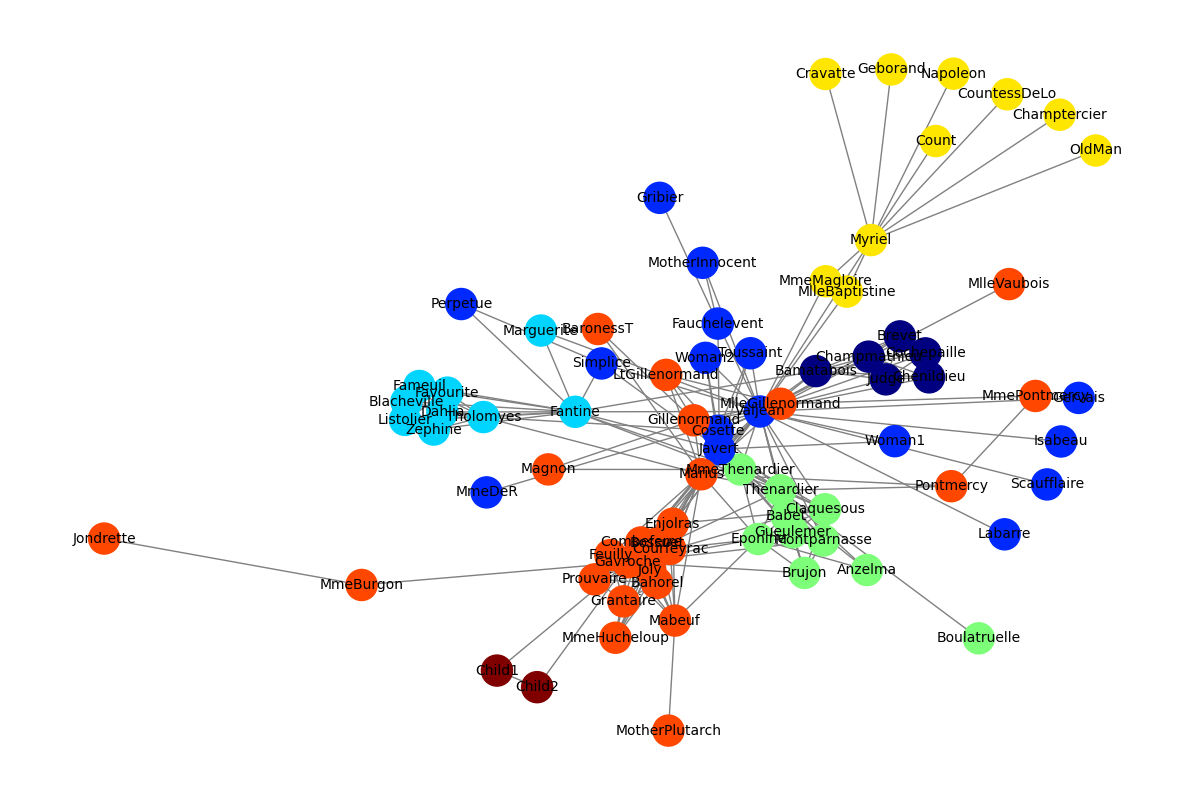 Cravatte
Geborand
Napoleon
CountessDeLo
Champtercier
Count
OldMan
Gribier
Myriel
MotherInnocent
MmeMagloire
MlleBaptistine
MlleVaubois
Perpetue
Marguerite
BaronessT
Fauchelevent
Brevet
Woman2
Toussaint
Simplice
LtGillenormand
Champmathieu
Cochepaille
Bamatabois
Judge
Chenildieu
Fameuil
Favourite
Blacheville
Dahlia
Tholomyes
Listolier
Zephine
Fantine
MlleGillenormand
Valjean
MmePontmercy
Gervais
Gillenormand
Cosette
Javert
Woman1
Isabeau
Magnon
Marius
MmeThenardier
MmeDeR
Thenardier
Pontmercy
Scaufflaire
Claquesous
Babet
Enjolras
Gueulemer
Labarre
Jondrette
Eponine
Montparnasse
Combeferre
Bossuet
Courfeyrac
Feuilly
Gavroche
Joly
Anzelma
Brujon
Prouvaire
Bahorel
MmeBurgon
Grantaire
Mabeuf
MmeHucheloup
Boulatruelle
Child1
Child2
MotherPlutarch